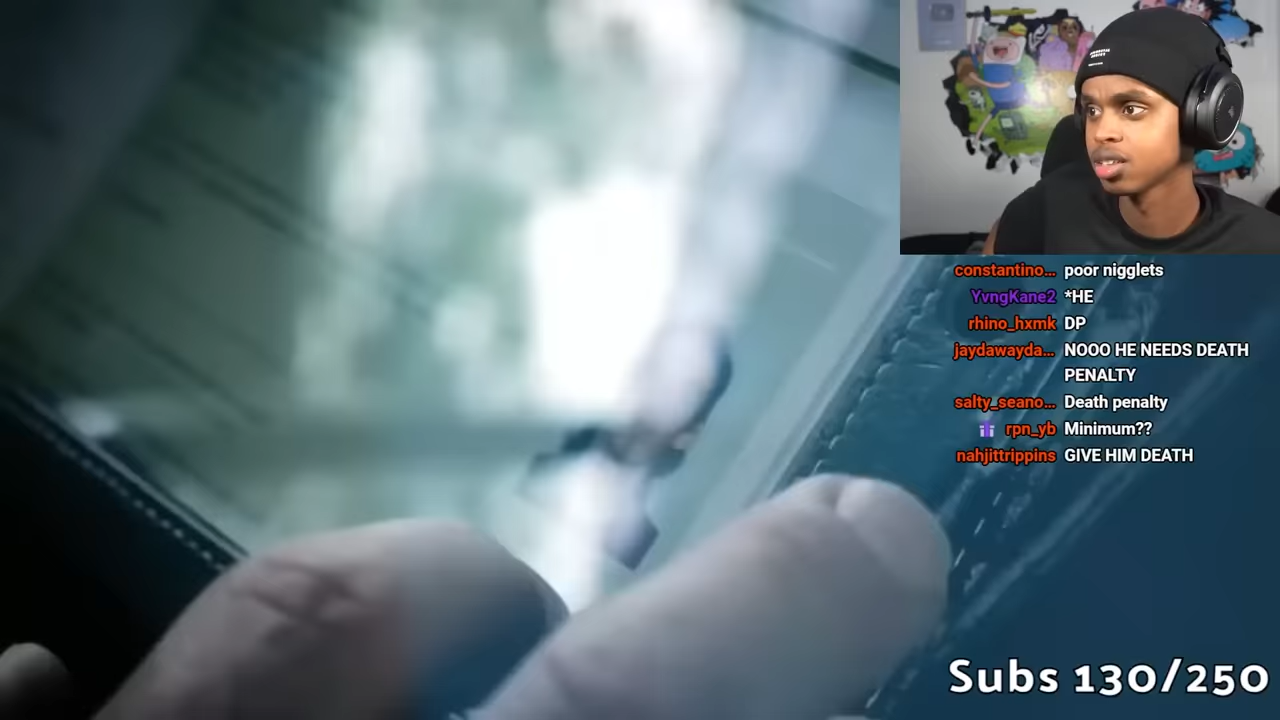 constantino... poor nigglets
YvngKane2 *HE
rhino_hxmk DP
jaydawayda... NOOO HE NEEDS DEATH
PENALTY
salty_seano... Death penalty
rpn_yb Minimum??
nahjittrippins GIVE HIM DEATH
Subs 130/250